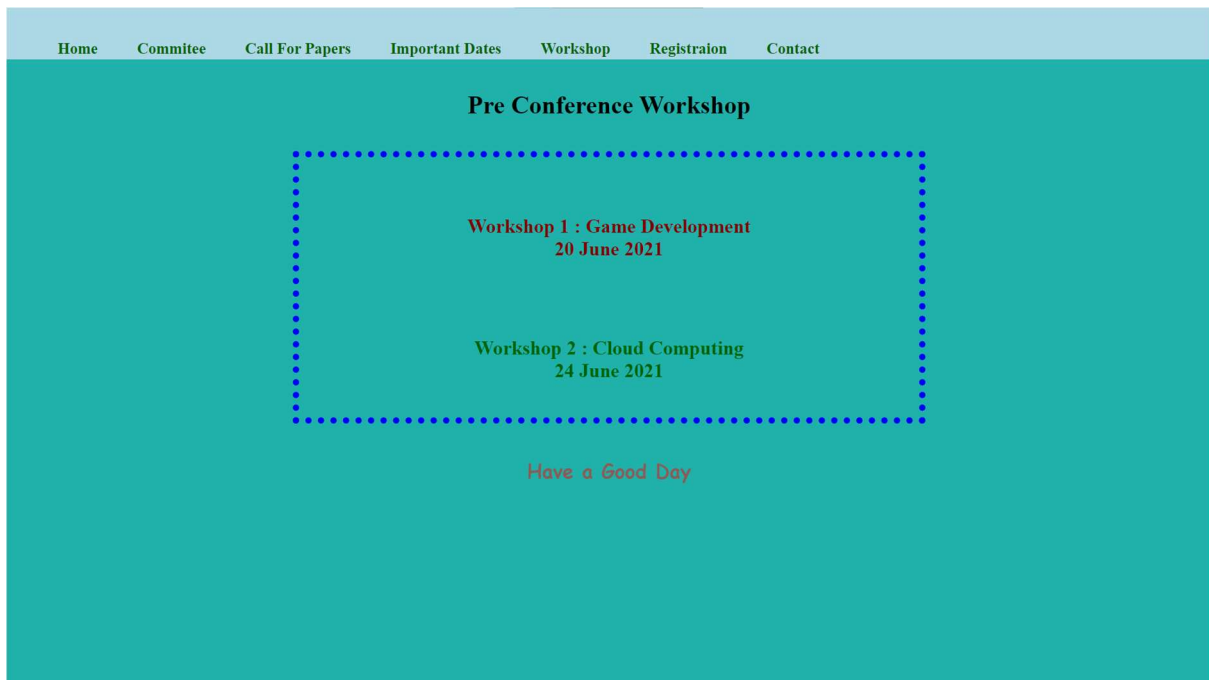 Home Commitee Call For Papers Important Dates Workshop Registraion Contact
Pre Conference Workshop
Workshop 1 : Game Development
20 June 2021
Workshop 2 : Cloud Computing
24 June 2021
Have a Good Day